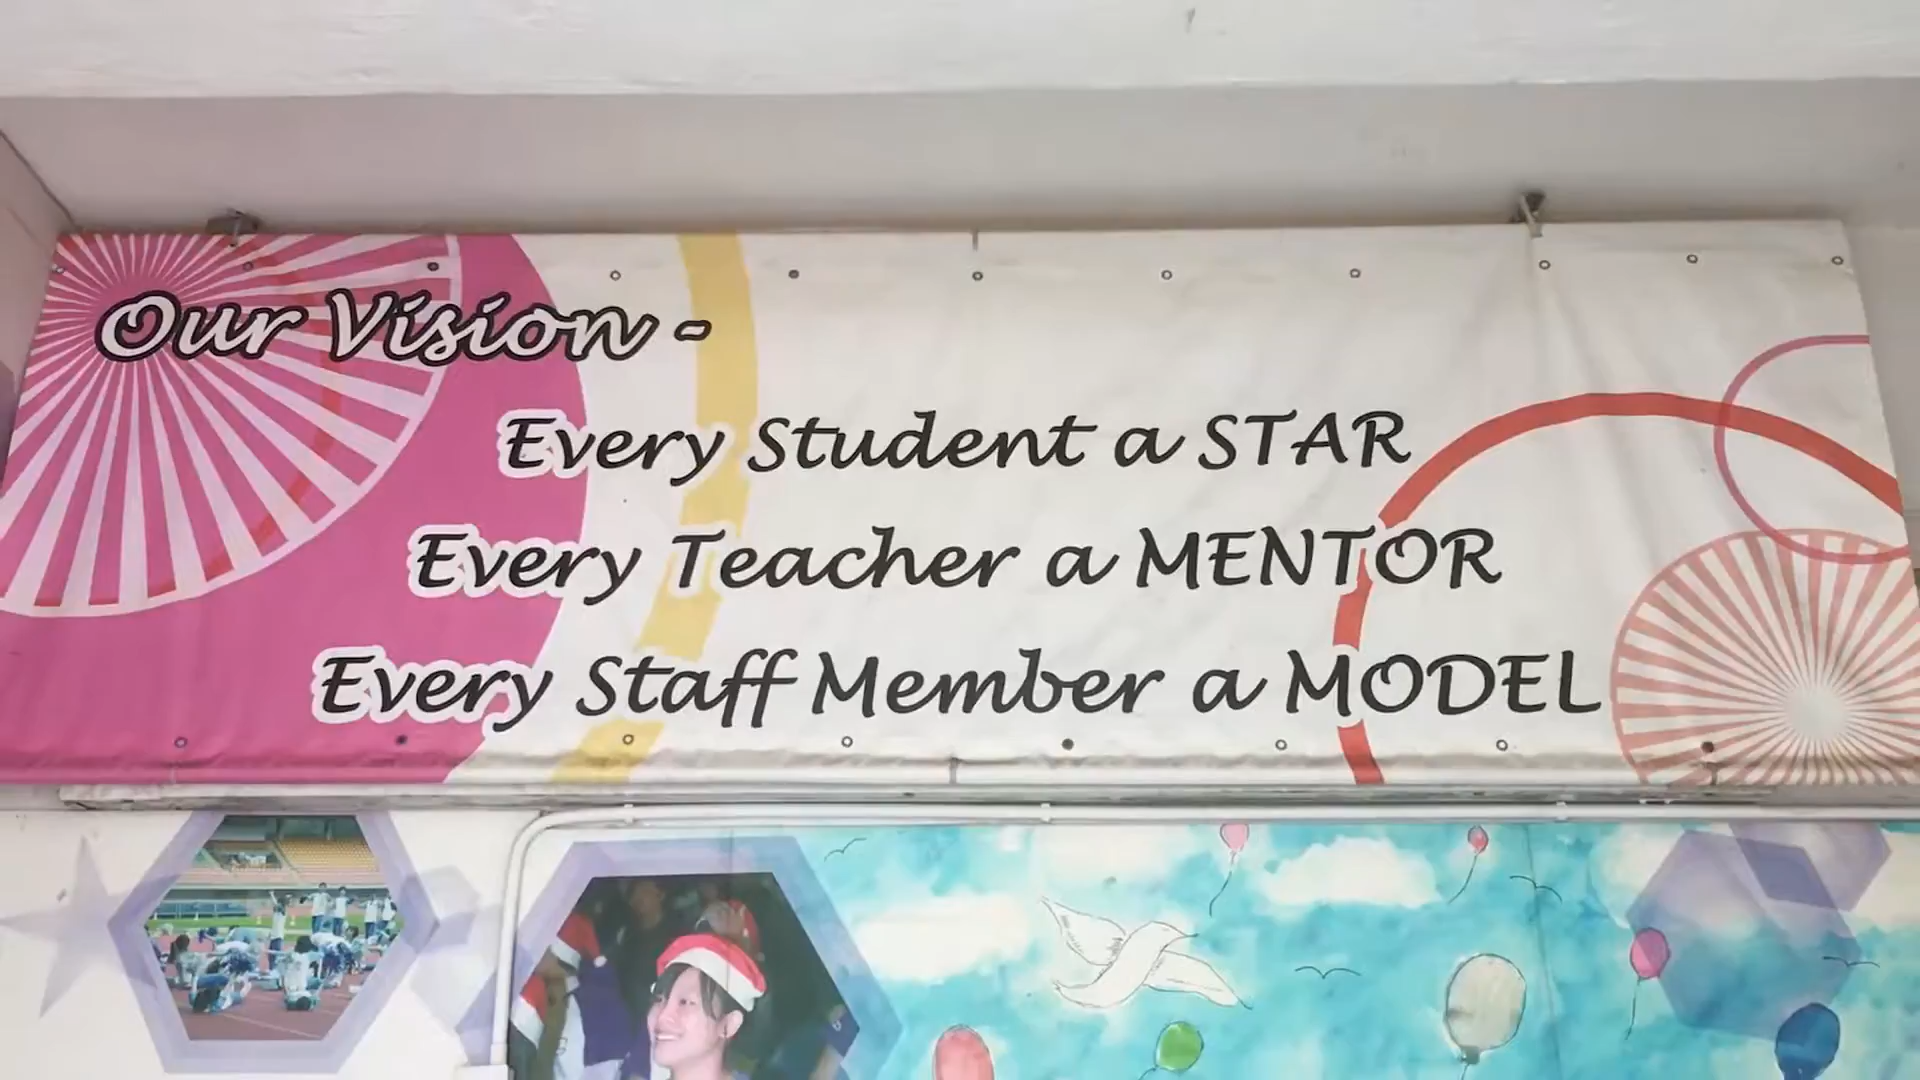 Our Vision -
Every Student a STAR
Every Teacher a MENTOR
Every Staff Member a MODEL